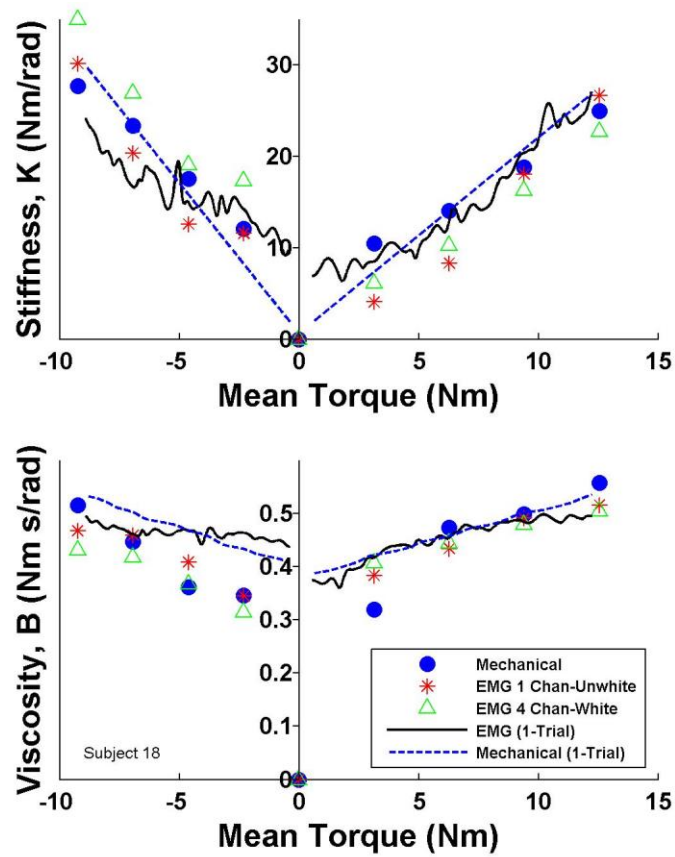 Stiffness, K (Nm/rad)
30
20
10
0
-10 -5 0 5 10 15
Mean Torque (Nm)
Viscosity, B (Nm s/rad)
0.5
0.4
0.3
0.2
0.1
0
Mechanical
EMG 1 Chan-Unwhite
EMG 4 Chan-White
EMG (1-Trial)
Mechanical (1-Trial)
Subject 18
-10 -5 0 5 10 15
Mean Torque (Nm)